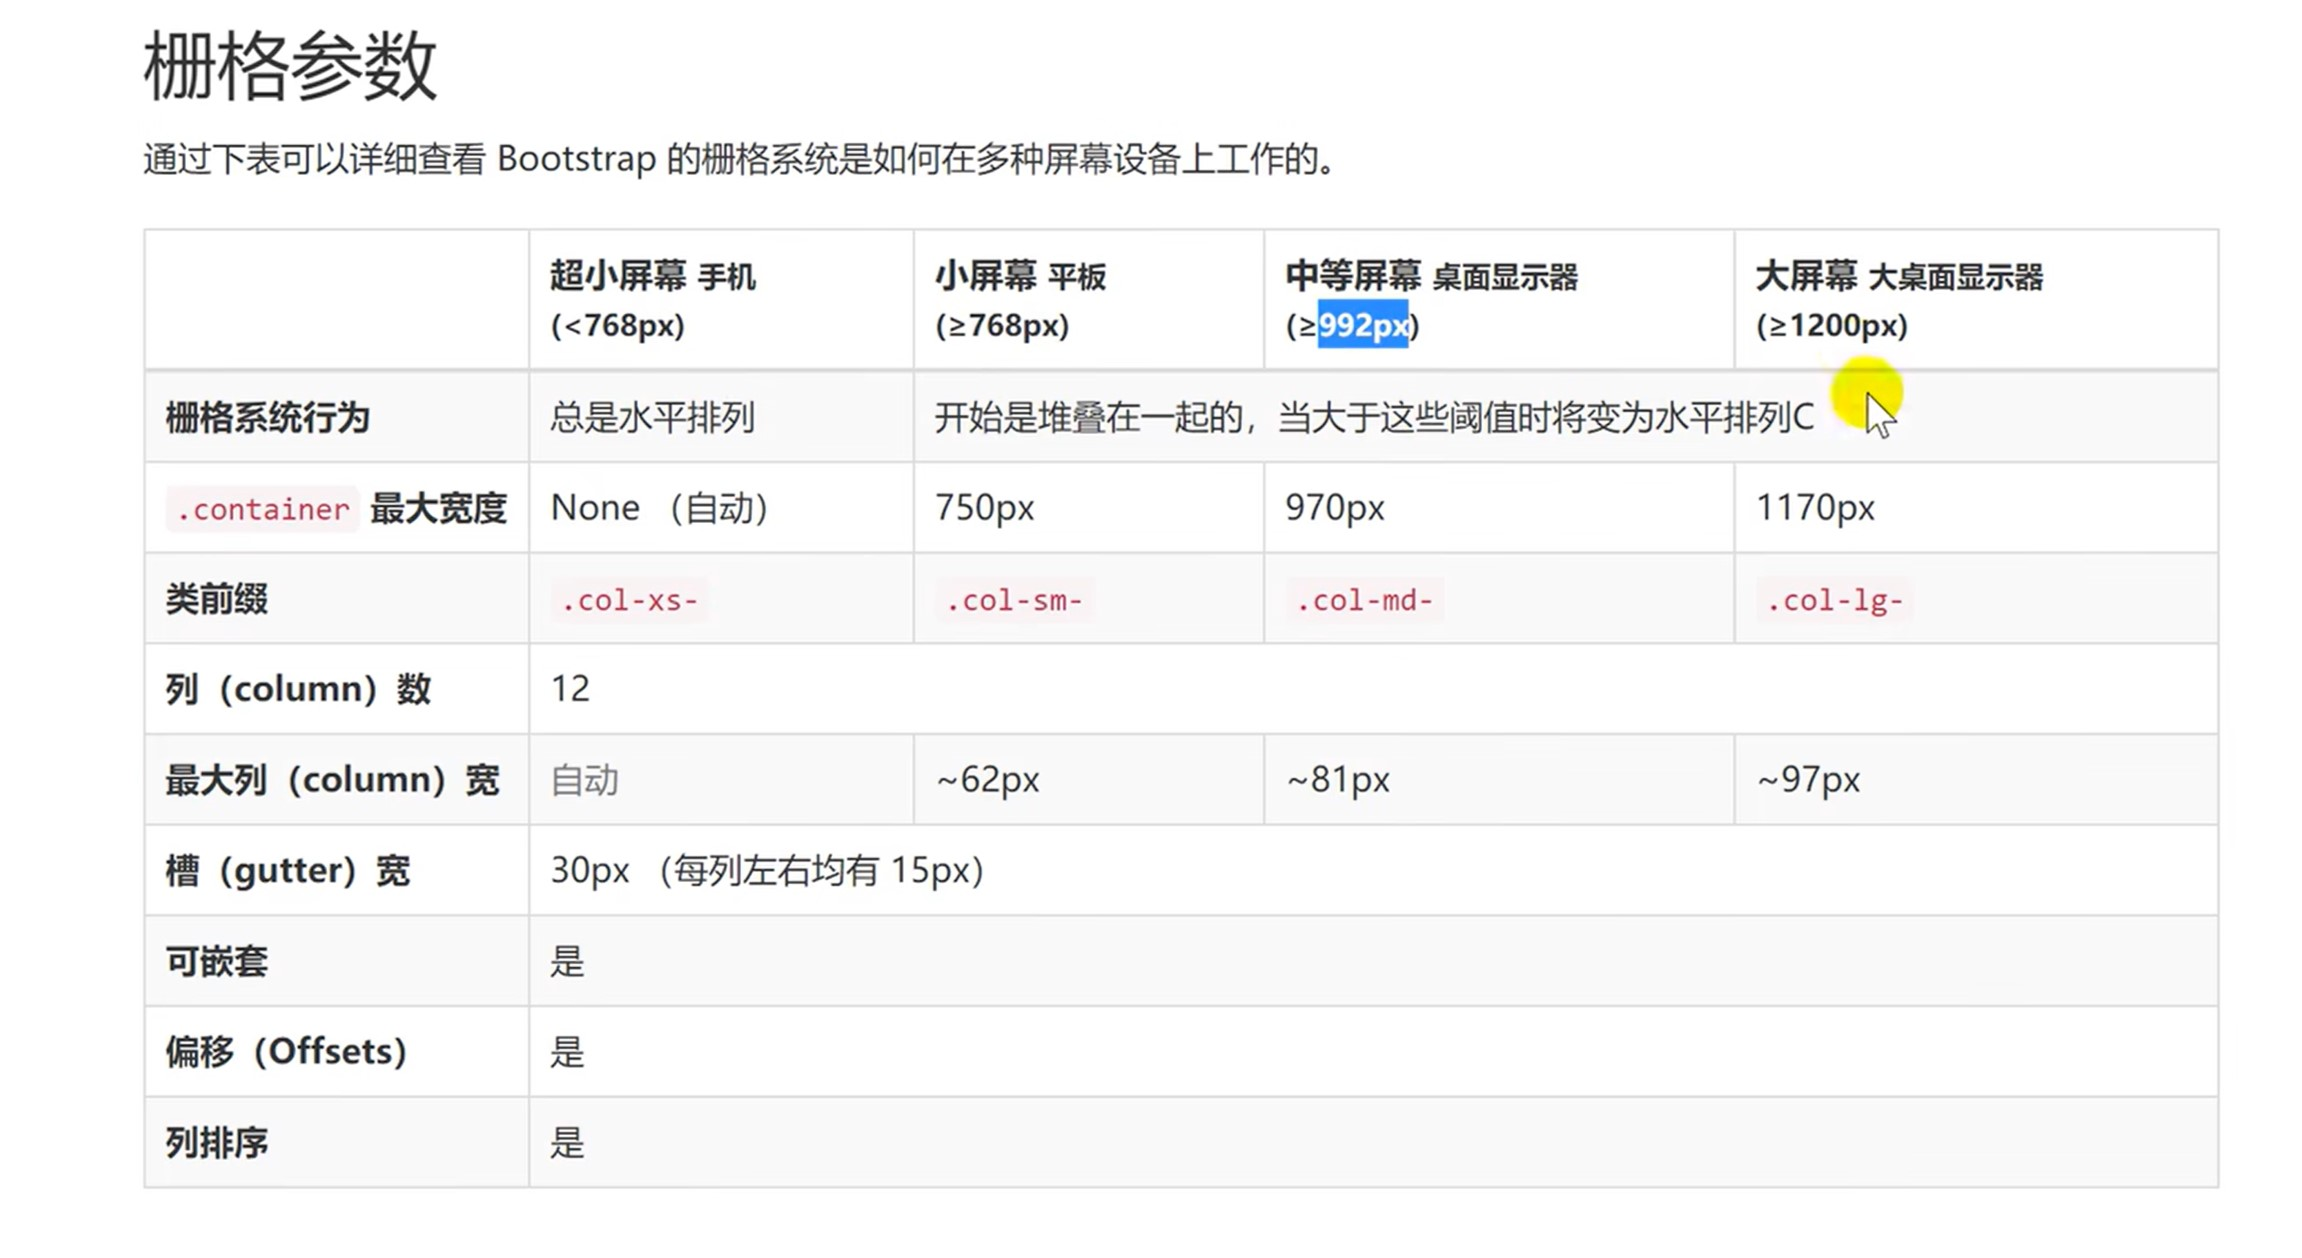 栅格参数
通过下表可以详细查看 Bootstrap 的栅格系统是如何在多种屏幕设备上工作的。
超小屏幕 手机 (<768px)
小屏幕 平板 (≥768px)
中等屏幕 桌面显示器 (≥992px)
大屏幕 大桌面显示器 (≥1200px)
栅格系统行为 总是水平排列 开始是堆叠在一起的，当大于这些阈值时将变为水平排列C
.container 最大宽度 None （自动） 750px 970px 1170px
类前缀 .col-xs- .col-sm- .col-md- .col-lg-
列（column）数 12
最大列（column）宽 自动 ~62px ~81px ~97px
槽（gutter）宽 30px （每列左右均有 15px）
可嵌套 是
偏移（Offsets） 是
列排序 是